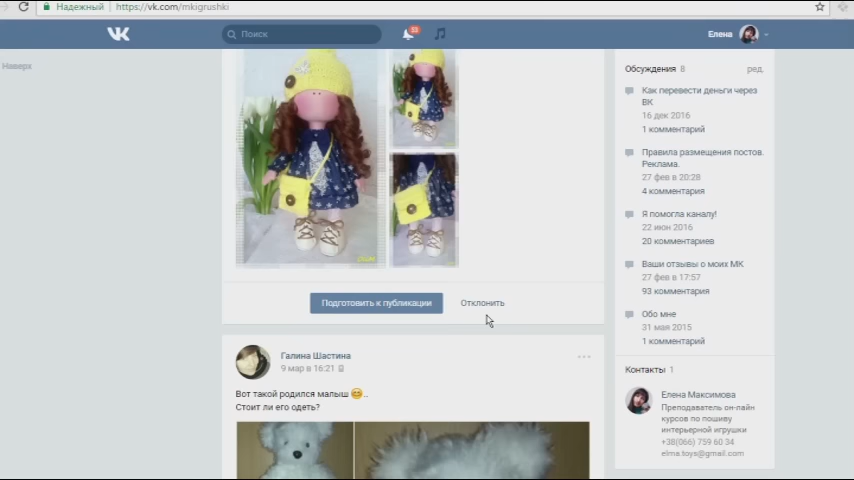 Надежный
https://vk.com/mkigrushki
Поиск
33
Елена
Наверх
Подготовить к публикации
Отклонить
Галина Шастина
9 мар в 16:21
Вот такой родился малыш 😊..
Стоит ли его одеть?
Обсуждения 8
ред.
Как перевести деньги через
ВК
16 дек 2016
1 комментарий
Правила размещения постов.
Реклама.
27 фев в 20:28
4 комментария
Я помогла каналу!
22 июн 2016
20 комментариев
Ваши отзывы о моих МК
27 фев в 17:57
93 комментария
Обо мне
31 мая 2015
1 комментарий
Контакты 1
Елена Максимова
Преподаватель он-лайн
курсов по пошиву
интерьерной игрушки
+38(066) 759 60 34
elma.toys@gmail.com